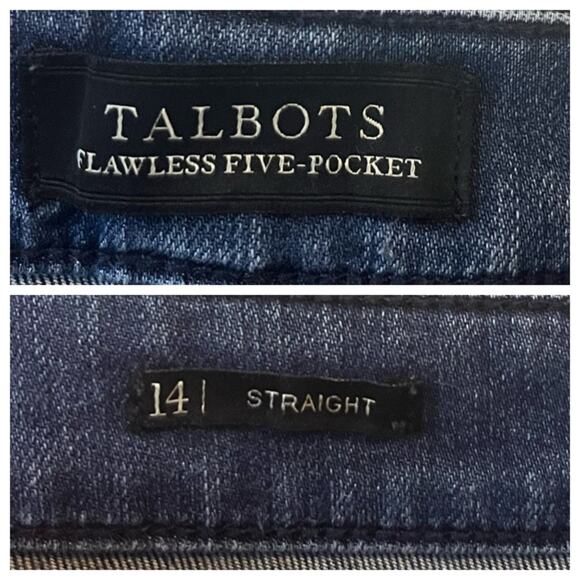 TALBOTS
FLAWLESS FIVE-POCKET
14 | STRAIGHT